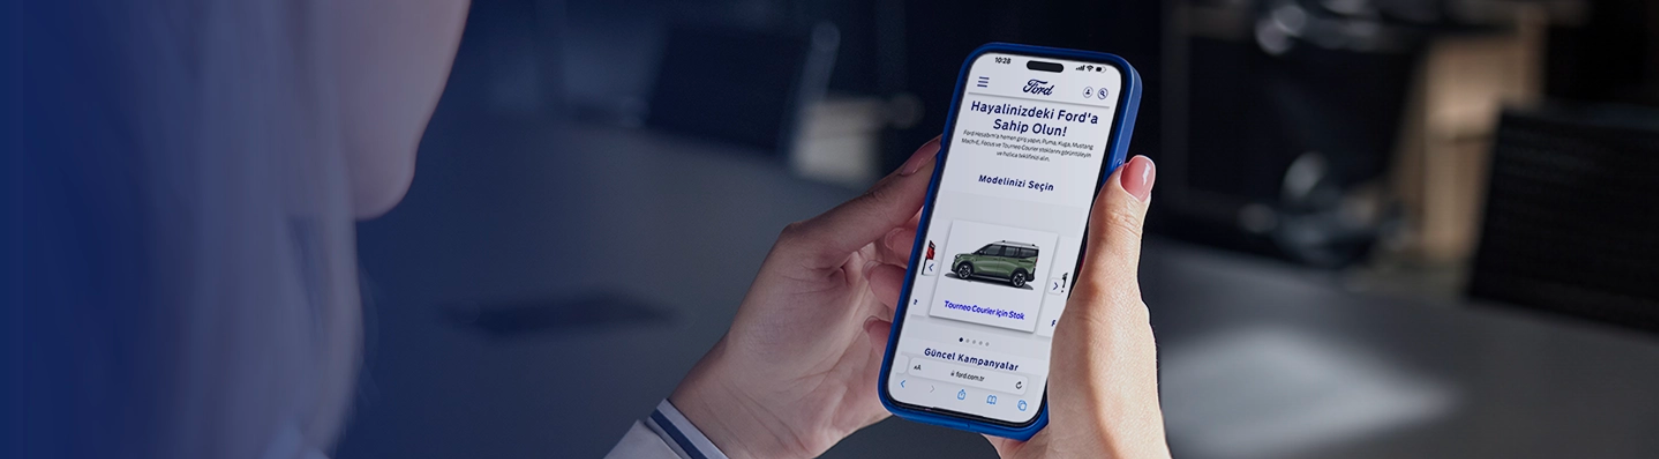 10:28
Ford
Hayalinizdeki Ford'a
Sahip Olun!
Ford Hesabım'a hemen giriş yapın, Puma, Kuga, Mustang
Mach-E, Focus ve Tourneo Courier stoklarını görüntüleyin
ve hızlıca teklifinizi alın.
Modelinizi Seçin
Tourneo Courier için Stok
Güncel Kampanyalar
AA
ford.com.tr